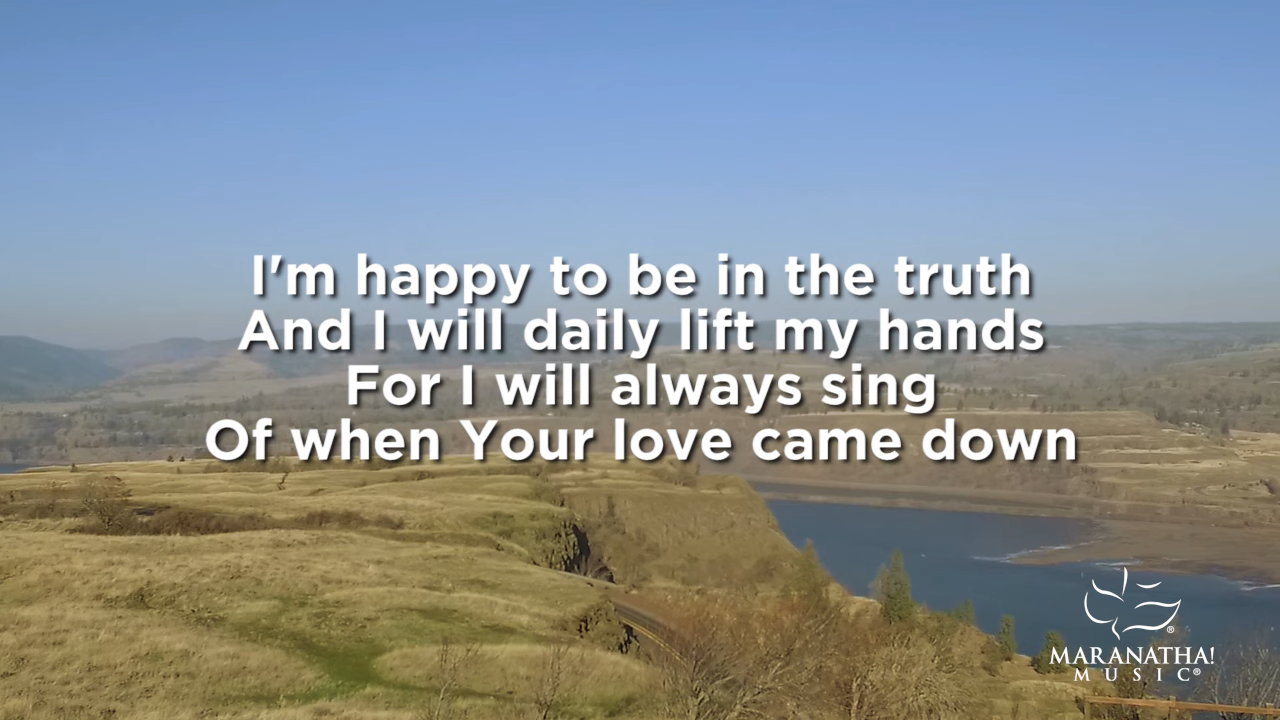 I'm happy to be in the truth
And I will daily lift my hands
For I will always sing
Of when Your love came down
MARANATHA!
MUSIC®